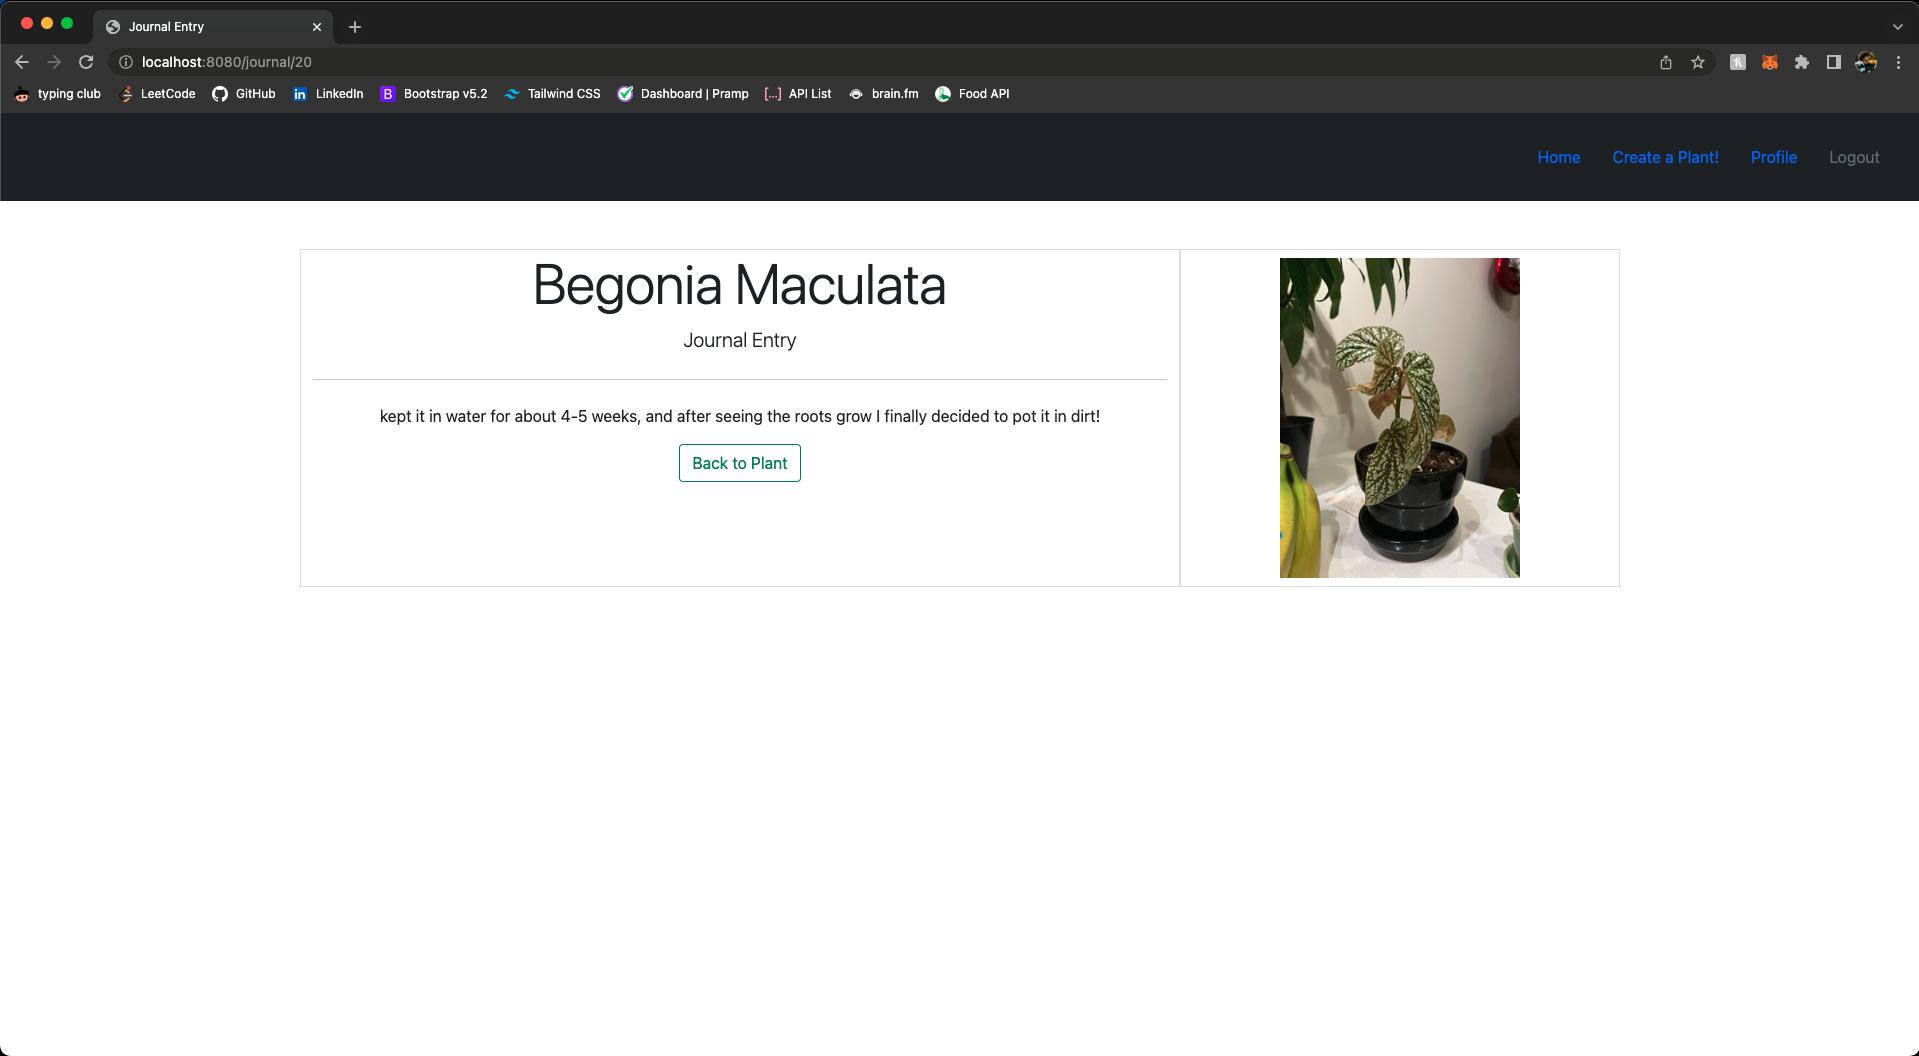 Journal Entry
localhost:8080/journal/20
typing club LeetCode GitHub LinkedIn Bootstrap v5.2 Tailwind CSS Dashboard | Pramp API List brain.fm Food API
Home Create a Plant! Profile Logout
Begonia Maculata
Journal Entry
kept it in water for about 4-5 weeks, and after seeing the roots grow I finally decided to pot it in dirt!
Back to Plant